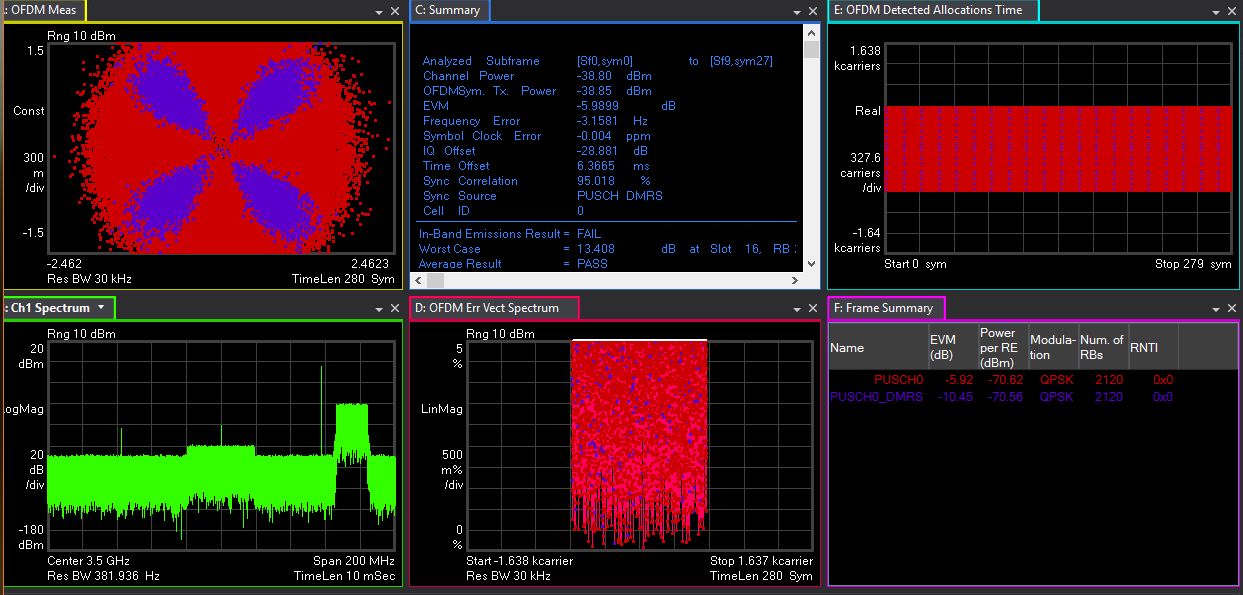 : OFDM Meas
Rng 10 dBm
1.5
Const
300
m
/div
-1.5
-2.462
2.4623
Res BW 30 kHz
TimeLen 280 Sym
C: Summary
Analyzed Subframe [Sf0,sym0] to [Sf9,sym27]
Channel Power -38.80 dBm
OFDMSym. Tx. Power -38.85 dBm
EVM -5.9899 dB
Frequency Error -3.1581 Hz
Symbol Clock Error -0.004 ppm
IQ Offset -28.881 dB
Time Offset 6.3665 ms
Sync Correlation 95.018 %
Sync Source PUSCH DMRS
Cell ID 0
In-Band Emissions Result = FAIL
Worst Case = 13.408 dB at Slot 16, RB
Average Result = PASS
E: OFDM Detected Allocations Time
1.638
kcarriers
Real
327.6
carriers
/div
-1.64
kcarriers
Start 0 sym
Stop 279 sym
: Ch1 Spectrum
Rng 10 dBm
20
dBm
ogMag
20
dB
/div
-180
dBm
Center 3.5 GHz
Span 200 MHz
Res BW 381.936 Hz
TimeLen 10 mSec
D: OFDM Err Vect Spectrum
Rng 10 dBm
5
%
LinMag
500
m%
/div
0
%
Start -1.638 kcarrier
Stop 1.637 kcarrier
Res BW 30 kHz
TimeLen 280 Sym
F: Frame Summary
Name EVM (dB) Power per RE (dBm) Modula-tion Num. of RBs RNTI
PUSCH0 -5.92 -70.62 QPSK 2120 0x0
PUSCH0_DMRS -10.45 -70.56 QPSK 2120 0x0